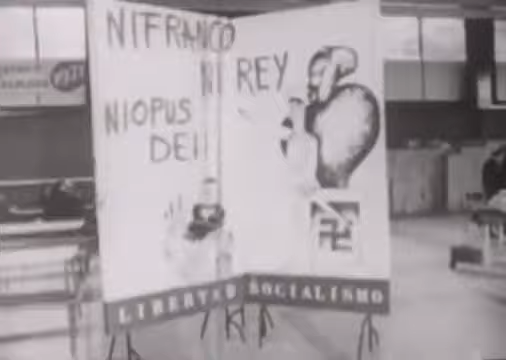 NI FRANCO
NI REY
NI OPUS
DEI!
LIBERTAD SOCIALISMO